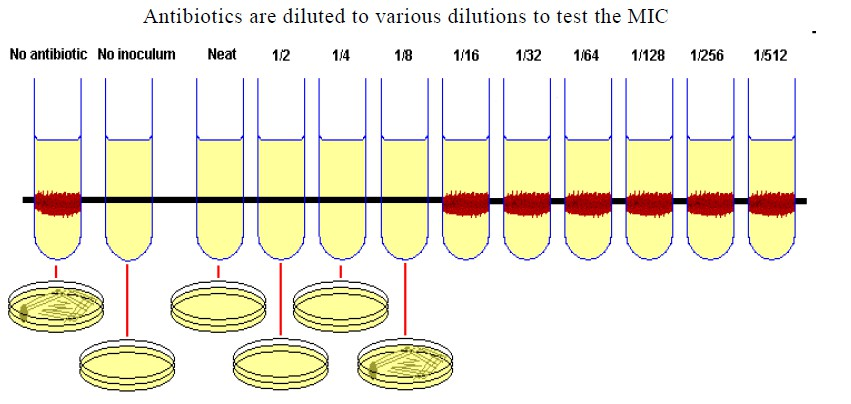 Antibiotics are diluted to various dilutions to test the MIC
No antibiotic No inoculum Neat 1/2 1/4 1/8 1/16 1/32 1/64 1/128 1/256 1/512